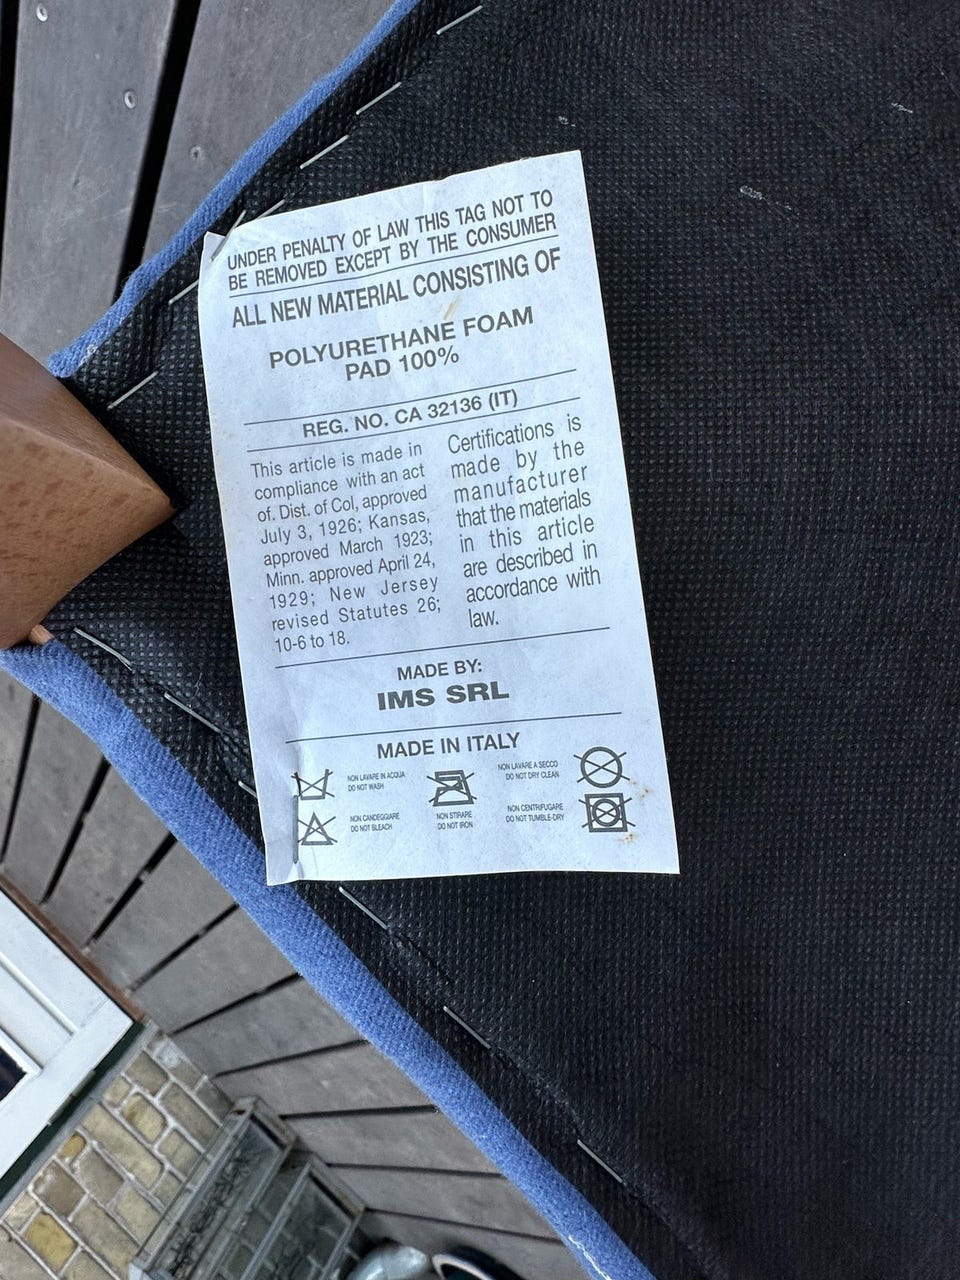 UNDER PENALTY OF LAW THIS TAG NOT TO
BE REMOVED EXCEPT BY THE CONSUMER
ALL NEW MATERIAL CONSISTING OF
POLYURETHANE FOAM
PAD 100%
REG. NO. CA 32136 (IT)
This article is made in
compliance with an act
of. Dist. of Col, approved
July 3, 1926; Kansas,
approved March 1923;
Minn. approved April 24,
1929; New Jersey
revised Statutes 26;
10-6 to 18.
Certifications is
made by the
manufacturer
that the materials
in this article
are described in
accordance with
law.
MADE BY:
IMS SRL
MADE IN ITALY
NON LAVARE IN ACQUA
DO NOT WASH
NON LAVARE A SECCO
DO NOT DRY CLEAN
NON CANDEGGIARE
DO NOT BLEACH
NON STIRARE
DO NOT IRON
NON CENTRIFUGARE
DO NOT TUMBLE-DRY